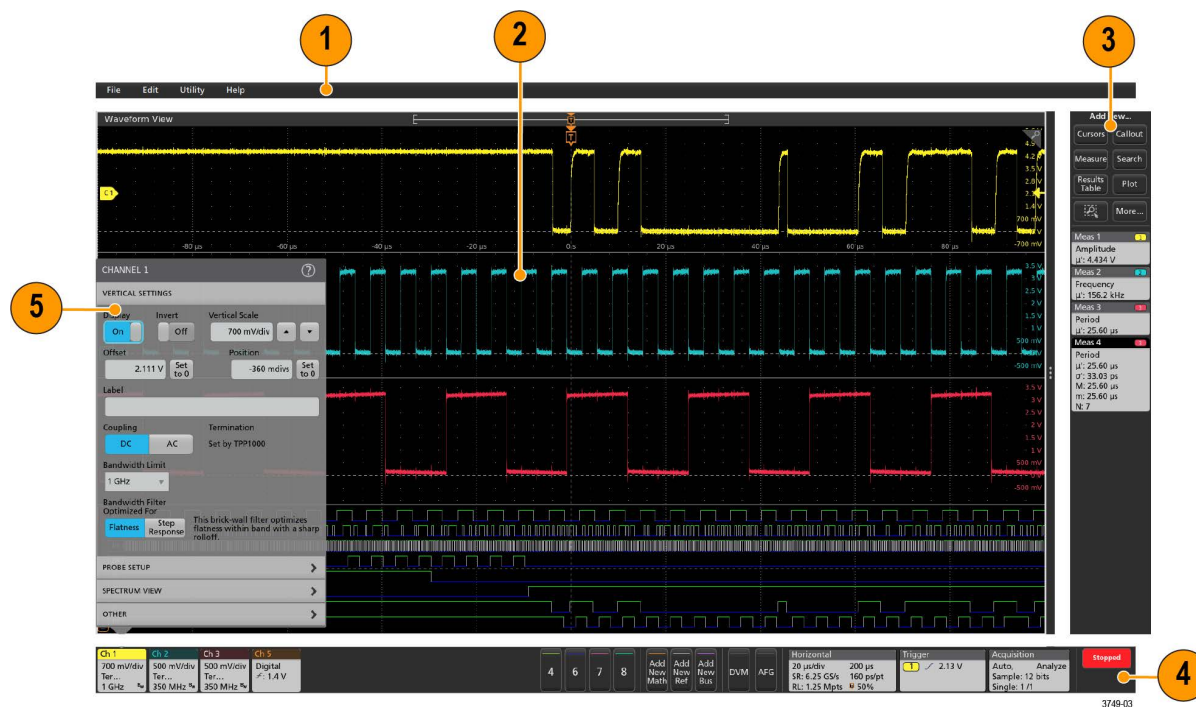 1
2
3
File Edit Utility Help
Waveform View
Add New...
Cursors Callout
Measure Search
Results Table Plot
More...
C1
T
T
4.2 V
3.5 V
1.4 V
700 mV
-700 mV
-80 µs -60 µs -40 µs -20 µs 0 s 20 µs 40 µs 60 µs 80 µs
Meas 1 1
Amplitude
µ': 4.434 V
Meas 2 2
Frequency
µ': 156.2 kHz
Meas 3 1
Period
µ': 25.60 µs
Meas 4 1
Period
µ': 25.60 µs
σ': 33.03 ps
M: 25.60 µs
m: 25.60 µs
N: 7
3.5 V
2.5 V
2 V
1.5 V
1 V
500 mV
-500 mV
3.5 V
3 V
2.5 V
2 V
1.5 V
500 mV
-500 mV
5
CHANNEL 1 ?
VERTICAL SETTINGS
Display Invert Vertical Scale
On Off 700 mV/div
Offset Position
2.111 V Set to 0 -360 mdivs Set to 0
Label
Coupling Termination
DC AC Set by TPP1000
Bandwidth Limit
1 GHz
Bandwidth Filter
Optimized For
Flatness Step Response This brick-wall filter optimizes
flatness within band with a sharp
rolloff.
PROBE SETUP
SPECTRUM VIEW
OTHER
Ch 1
700 mV/div
Ter...
1 GHz
Ch 2
500 mV/div
Ter...
350 MHz
Ch 3
500 mV/div
Ter...
350 MHz
Ch 5
Digital
: 1.4 V
4 6 7 8
Add New Math
Add New Ref
Add New Bus
DVM AFG
Horizontal
20 µs/div 200 µs
SR: 6.25 GS/s 160 ps/pt
RL: 1.25 Mpts 50%
Trigger
1 2.13 V
Acquisition
Auto, Analyze
Sample: 12 bits
Single: 1 /1
Stopped
4
3749-03